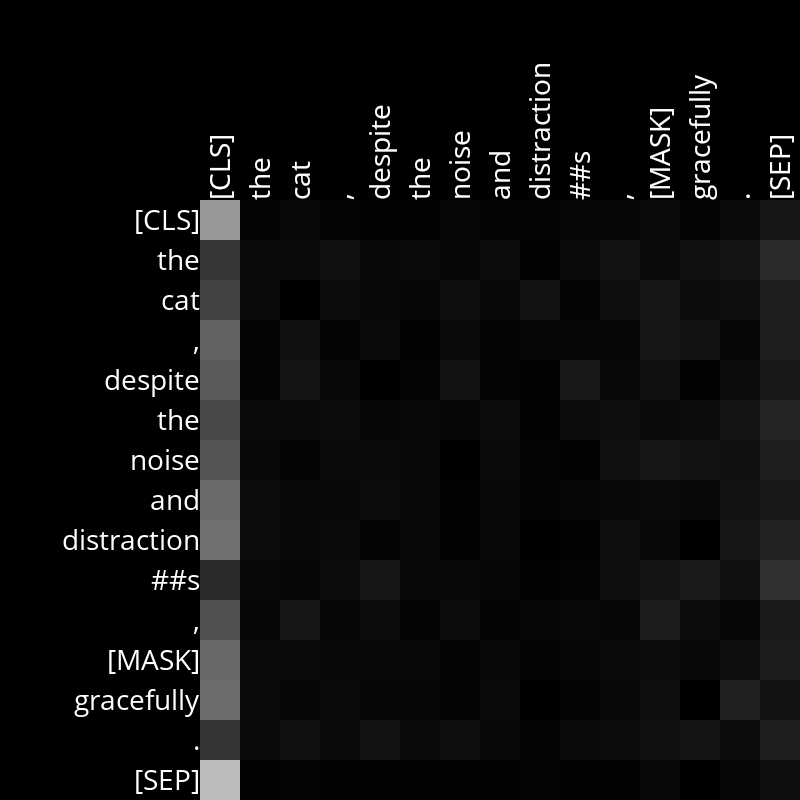 [CLS] the cat , despite the noise and distraction ##s , [MASK] gracefully . [SEP]
[CLS]
the
cat
,
despite
the
noise
and
distraction
##s
,
[MASK]
gracefully
.
[SEP]